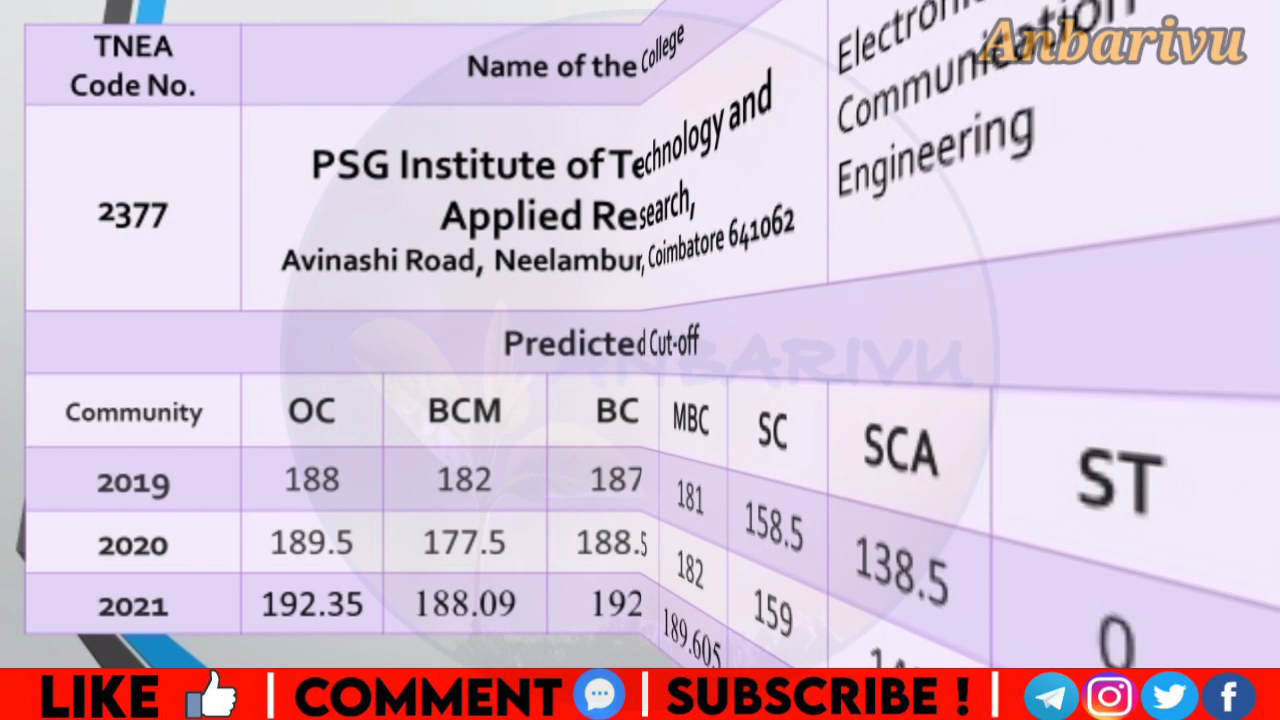 TNEA
Code No.
Name of the College
Electronics
Communication
Engineering
Anbarivu
2377
PSG Institute of Technology and
Applied Research,
Avinashi Road, Neelambur, Coimbatore 641062
Predicted Cut-off
ANBARIVU
Community OC BCM BC MBC SC SCA ST
2019 188 182 187 181 158.5 138.5 0
2020 189.5 177.5 188.5 182 159
2021 192.35 188.09 192 189.605
LIKE | COMMENT | SUBSCRIBE ! |